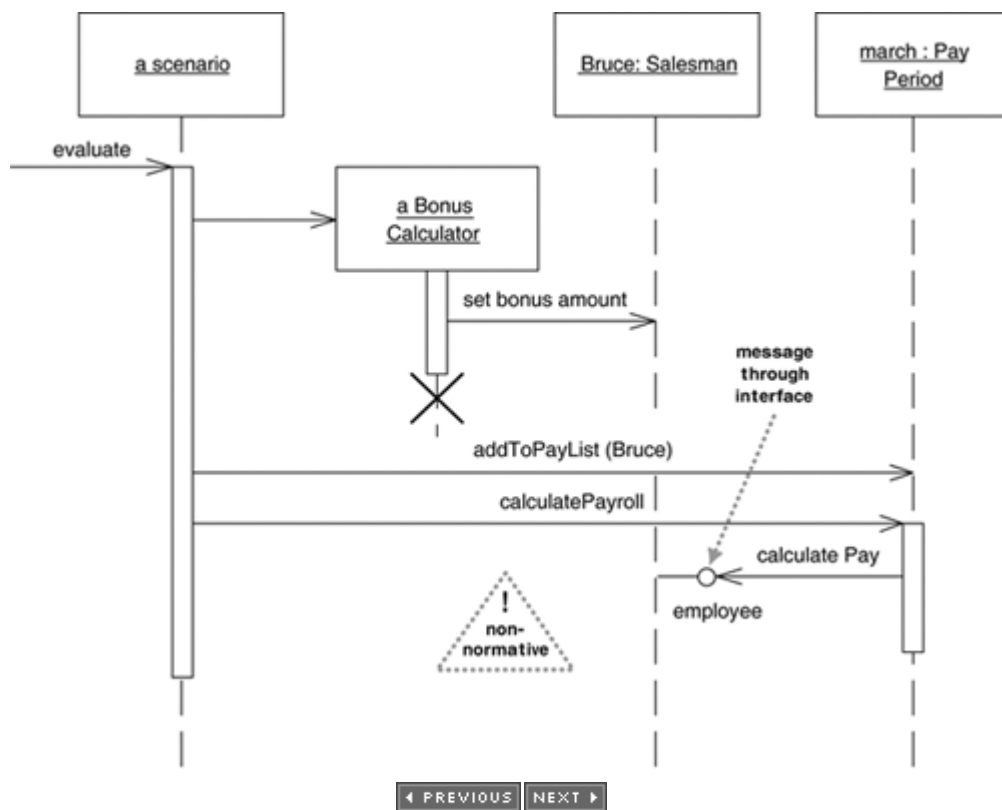 a scenario
Bruce: Salesman
march : Pay
Period
evaluate
a Bonus
Calculator
set bonus amount
message
through
interface
addToPayList (Bruce)
calculatePayroll
calculate Pay
employee
!
non-
normative
PREVIOUS
NEXT